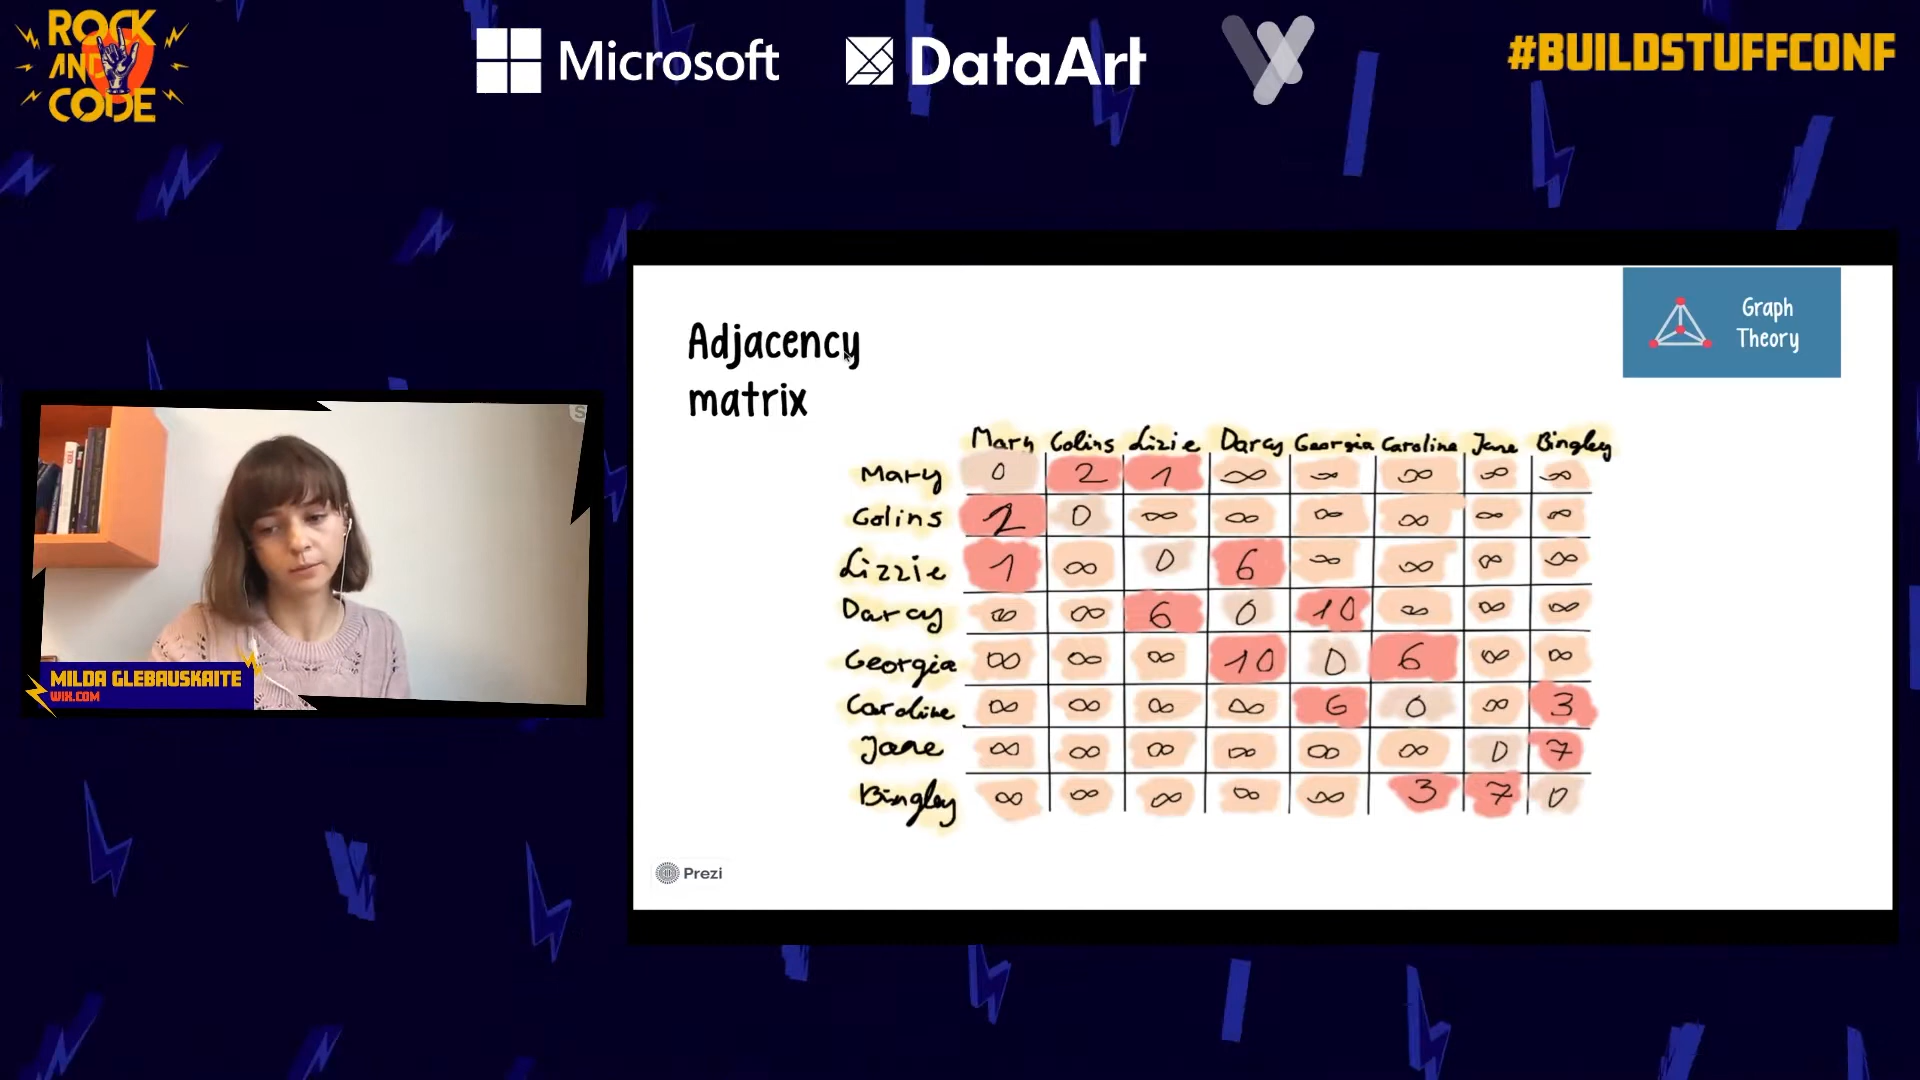 ROCK
AND
CODE
Microsoft
DataArt
#BUILDSTUFFCONF
Graph
Theory
Adjacency
matrix
Mary Colins Lizie Darcy Georgia Caroline Jane Bingley
Mary 0 2 1 ∞ ∞ ∞ ∞ ∞
Colins 2 0 ∞ ∞ ∞ ∞ ∞ ∞
Lizzie 1 ∞ 0 6 ∞ ∞ ∞ ∞
Darcy ∞ ∞ 6 0 10 ∞ ∞ ∞
Georgia ∞ ∞ ∞ 10 0 6 ∞ ∞
Caroline ∞ ∞ ∞ ∞ 6 0 ∞ 3
Jane ∞ ∞ ∞ ∞ ∞ ∞ 0 7
Bingley ∞ ∞ ∞ ∞ ∞ 3 7 0
Prezi
MILDA GLEBAUSKAITE
WIX.COM